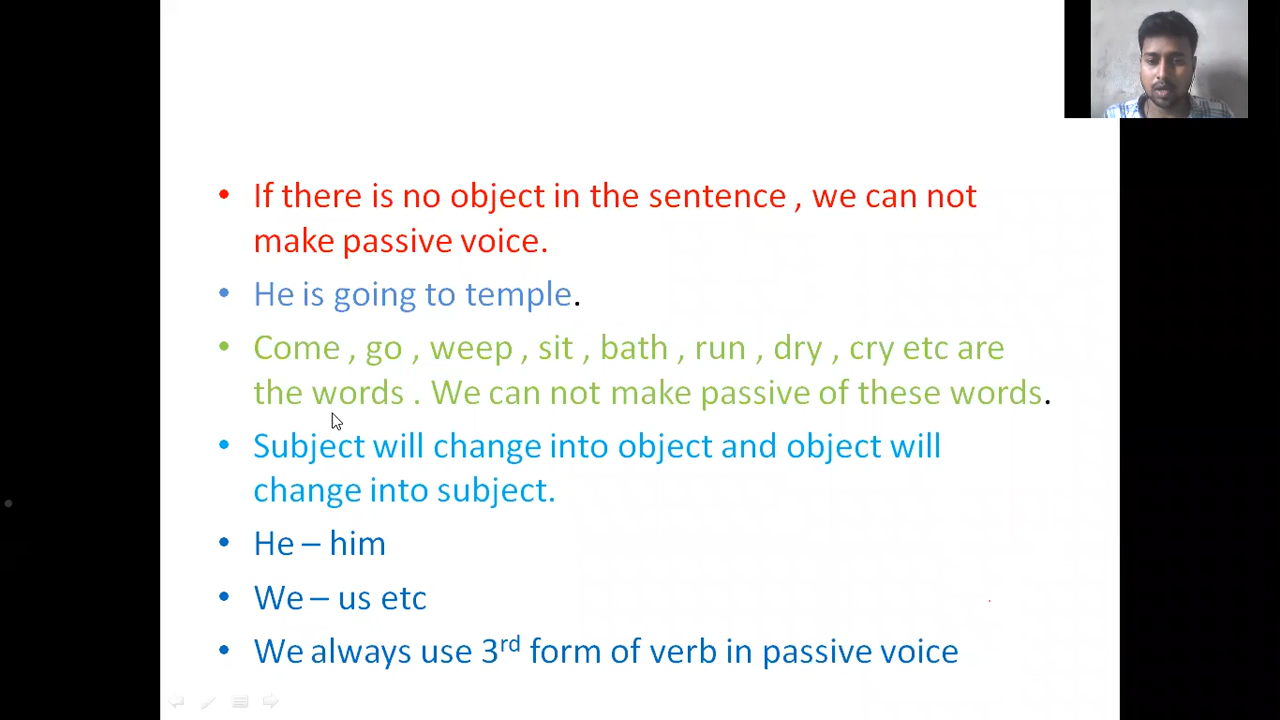 • If there is no object in the sentence , we can not
make passive voice.
• He is going to temple.
• Come , go , weep , sit , bath , run , dry , cry etc are
the words . We can not make passive of these words.
• Subject will change into object and object will
change into subject.
• He – him
• We – us etc
• We always use 3rd form of verb in passive voice